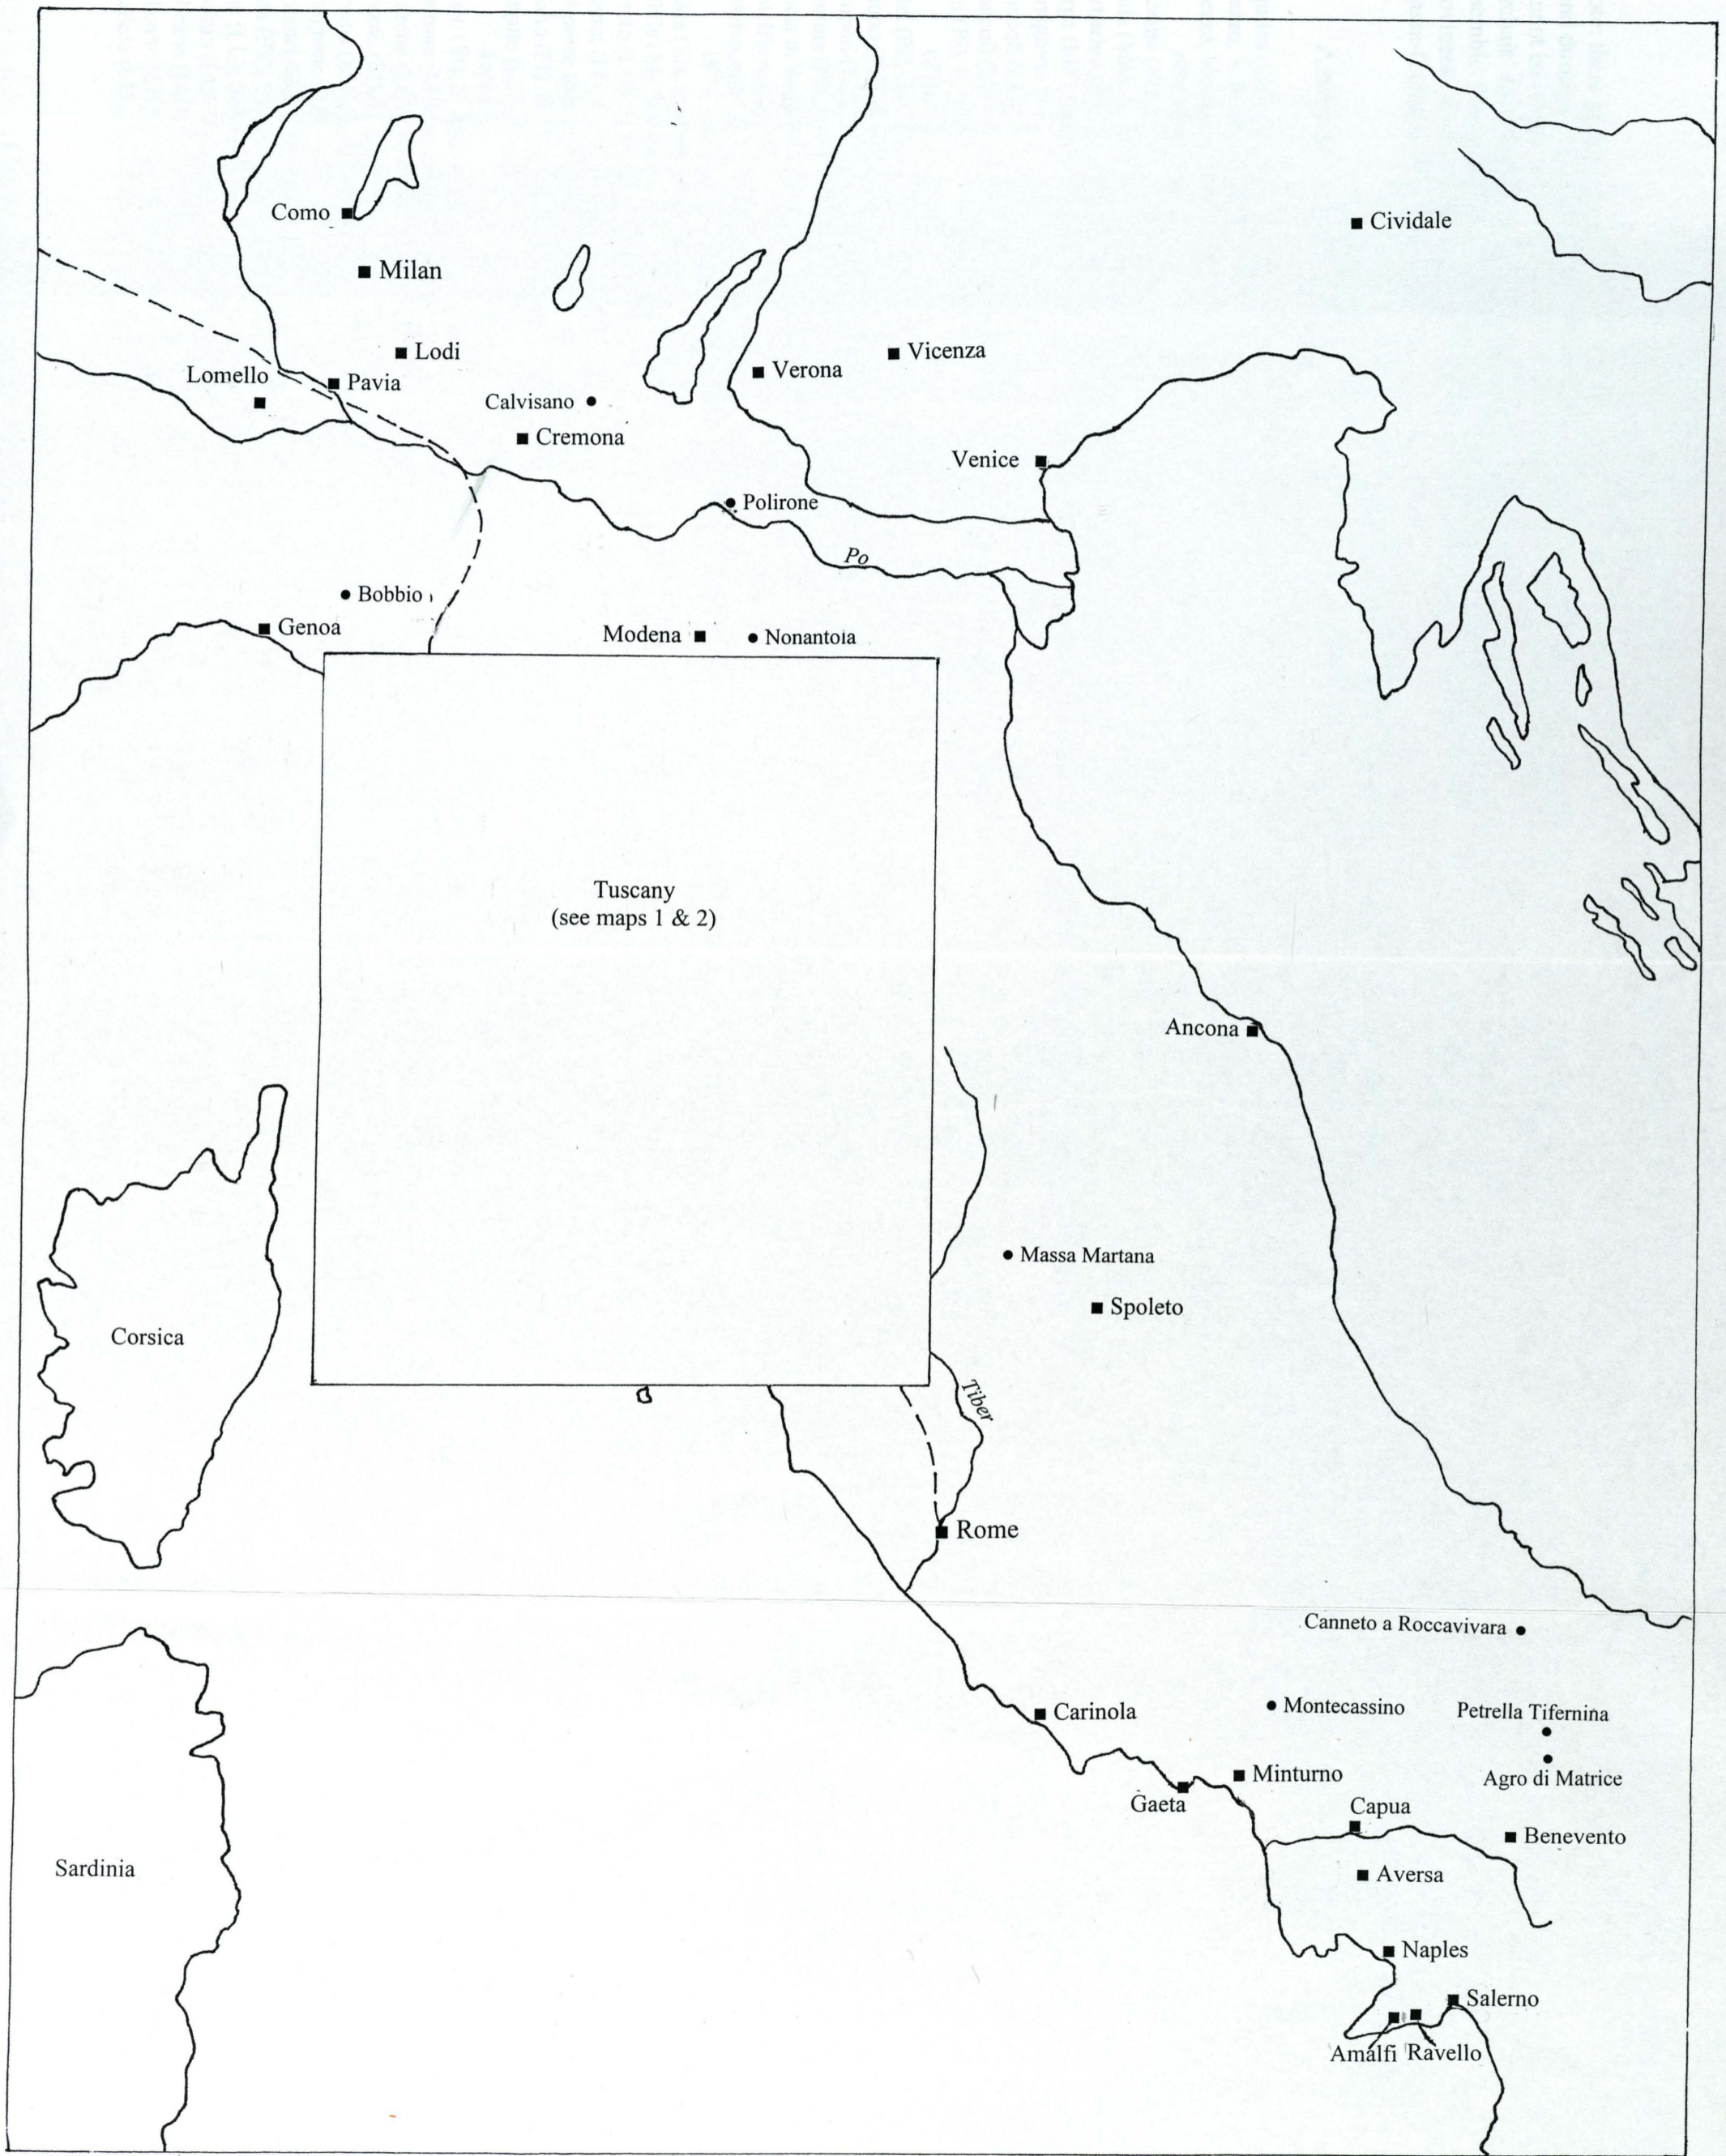 Como
Cividale
Milan
Lodi
Vicenza
Verona
Lomello
Pavia
Calvisano
Cremona
Venice
Polirone
Po
Bobbio
Genoa
Modena
Nonantoia
Tuscany
(see maps 1 & 2)
Ancona
Massa Martana
Spoleto
Corsica
Tiber
Rome
Canneto a Roccavivara
Carinola
Montecassino
Petrella Tifernina
Minturno
Agro di Matrice
Gaeta
Capua
Benevento
Sardinia
Aversa
Naples
Salerno
Amalfi Ravello